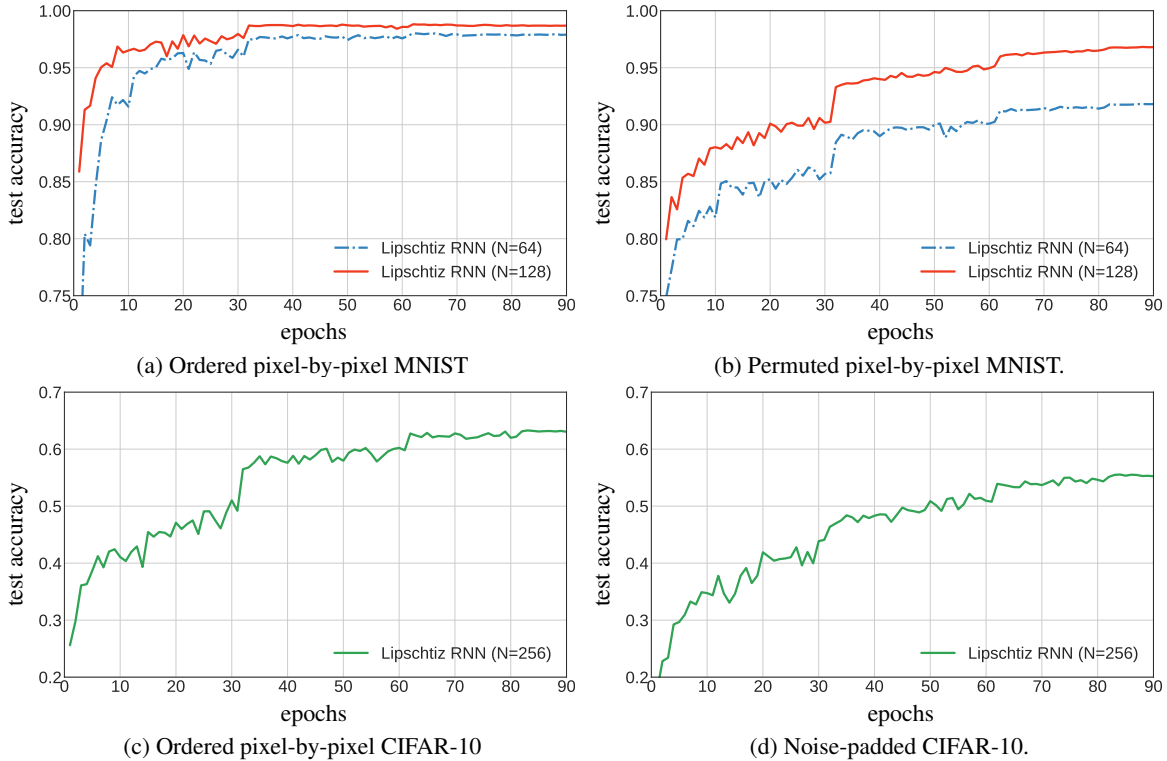 1.00
0.95
0.90
0.85
0.80
0.75
test accuracy
Lipschtiz RNN (N=64)
Lipschtiz RNN (N=128)
0 10 20 30 40 50 60 70 80 90
epochs
(a) Ordered pixel-by-pixel MNIST
1.00
0.95
0.90
0.85
0.80
0.75
test accuracy
Lipschtiz RNN (N=64)
Lipschtiz RNN (N=128)
0 10 20 30 40 50 60 70 80 90
epochs
(b) Permuted pixel-by-pixel MNIST.
0.7
0.6
0.5
0.4
0.3
0.2
test accuracy
Lipschtiz RNN (N=256)
0 10 20 30 40 50 60 70 80 90
epochs
(c) Ordered pixel-by-pixel CIFAR-10
0.7
0.6
0.5
0.4
0.3
0.2
test accuracy
Lipschtiz RNN (N=256)
0 10 20 30 40 50 60 70 80 90
epochs
(d) Noise-padded CIFAR-10.